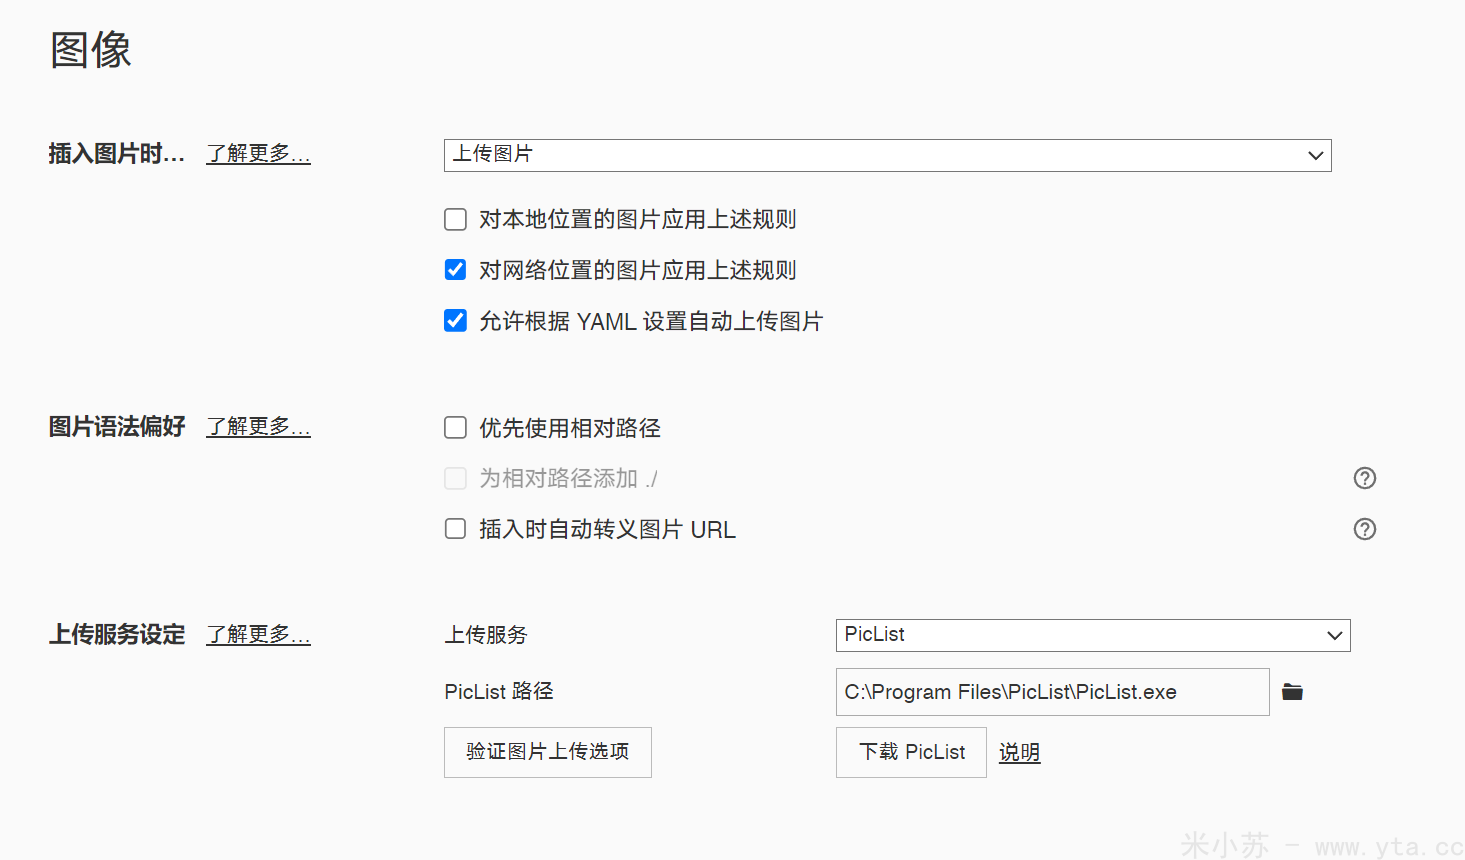 图像
插入图片时... 了解更多... 上传图片
对本地位置的图片应用上述规则
对网络位置的图片应用上述规则
允许根据 YAML 设置自动上传图片
图片语法偏好 了解更多... 优先使用相对路径
为相对路径添加 ./
插入时自动转义图片 URL
上传服务设定 了解更多... 上传服务 PicList
PicList 路径 C:\Program Files\PicList\PicList.exe
验证图片上传选项 下载 PicList 说明
米小苏 - www.yta.cc